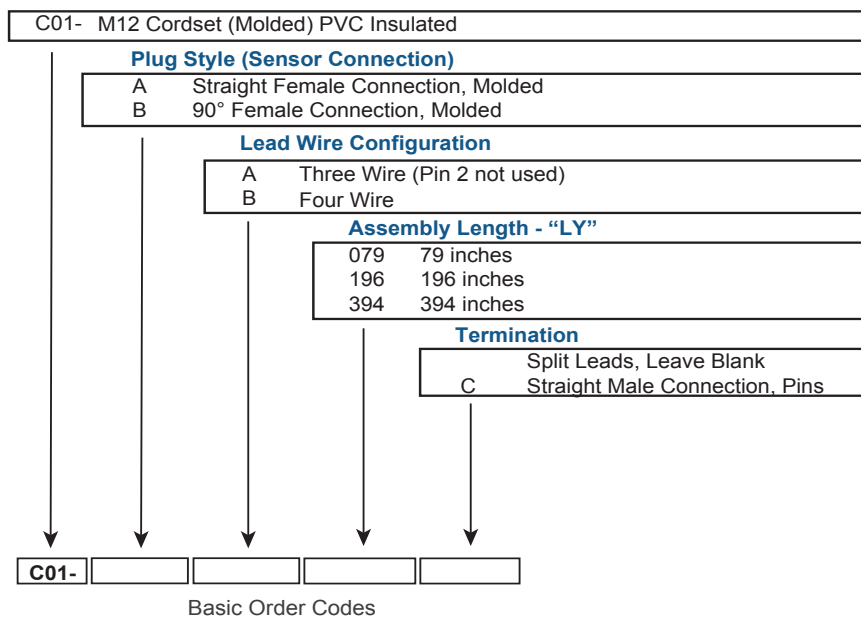 C01- M12 Cordset (Molded) PVC Insulated
Plug Style (Sensor Connection)
A Straight Female Connection, Molded
B 90° Female Connection, Molded
Lead Wire Configuration
A Three Wire (Pin 2 not used)
B Four Wire
Assembly Length - “LY”
079 79 inches
196 196 inches
394 394 inches
Termination
Split Leads, Leave Blank
C Straight Male Connection, Pins
C01-
Basic Order Codes